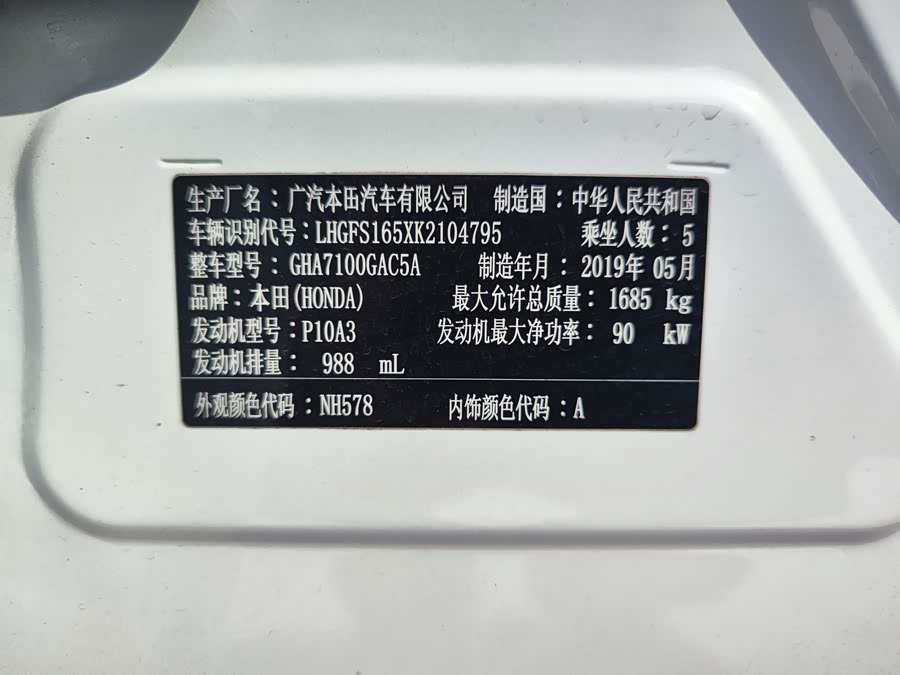 生产厂名：广汽本田汽车有限公司 制造国：中华人民共和国
车辆识别代号：LHGFS165XK2104795 乘坐人数：5
整车型号：GHA7100GAC5A 制造年月：2019年 05月
品牌：本田(HONDA) 最大允许总质量：1685 kg
发动机型号：P10A3 发动机最大净功率：90 kW
发动机排量：988 mL
外观颜色代码：NH578 内饰颜色代码：A